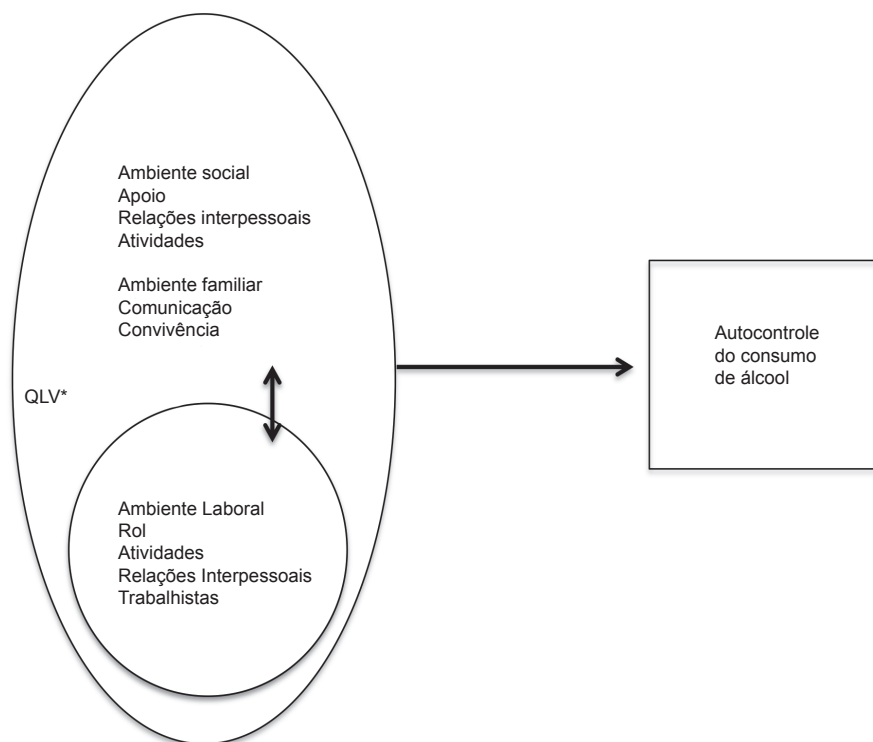 Ambiente social
Apoio
Relações interpessoais
Atividades
Ambiente familiar
Comunicação
Convivência
QLV*
Ambiente Laboral
Rol
Atividades
Relações Interpessoais
Trabalhistas
Autocontrole
do consumo
de álcool